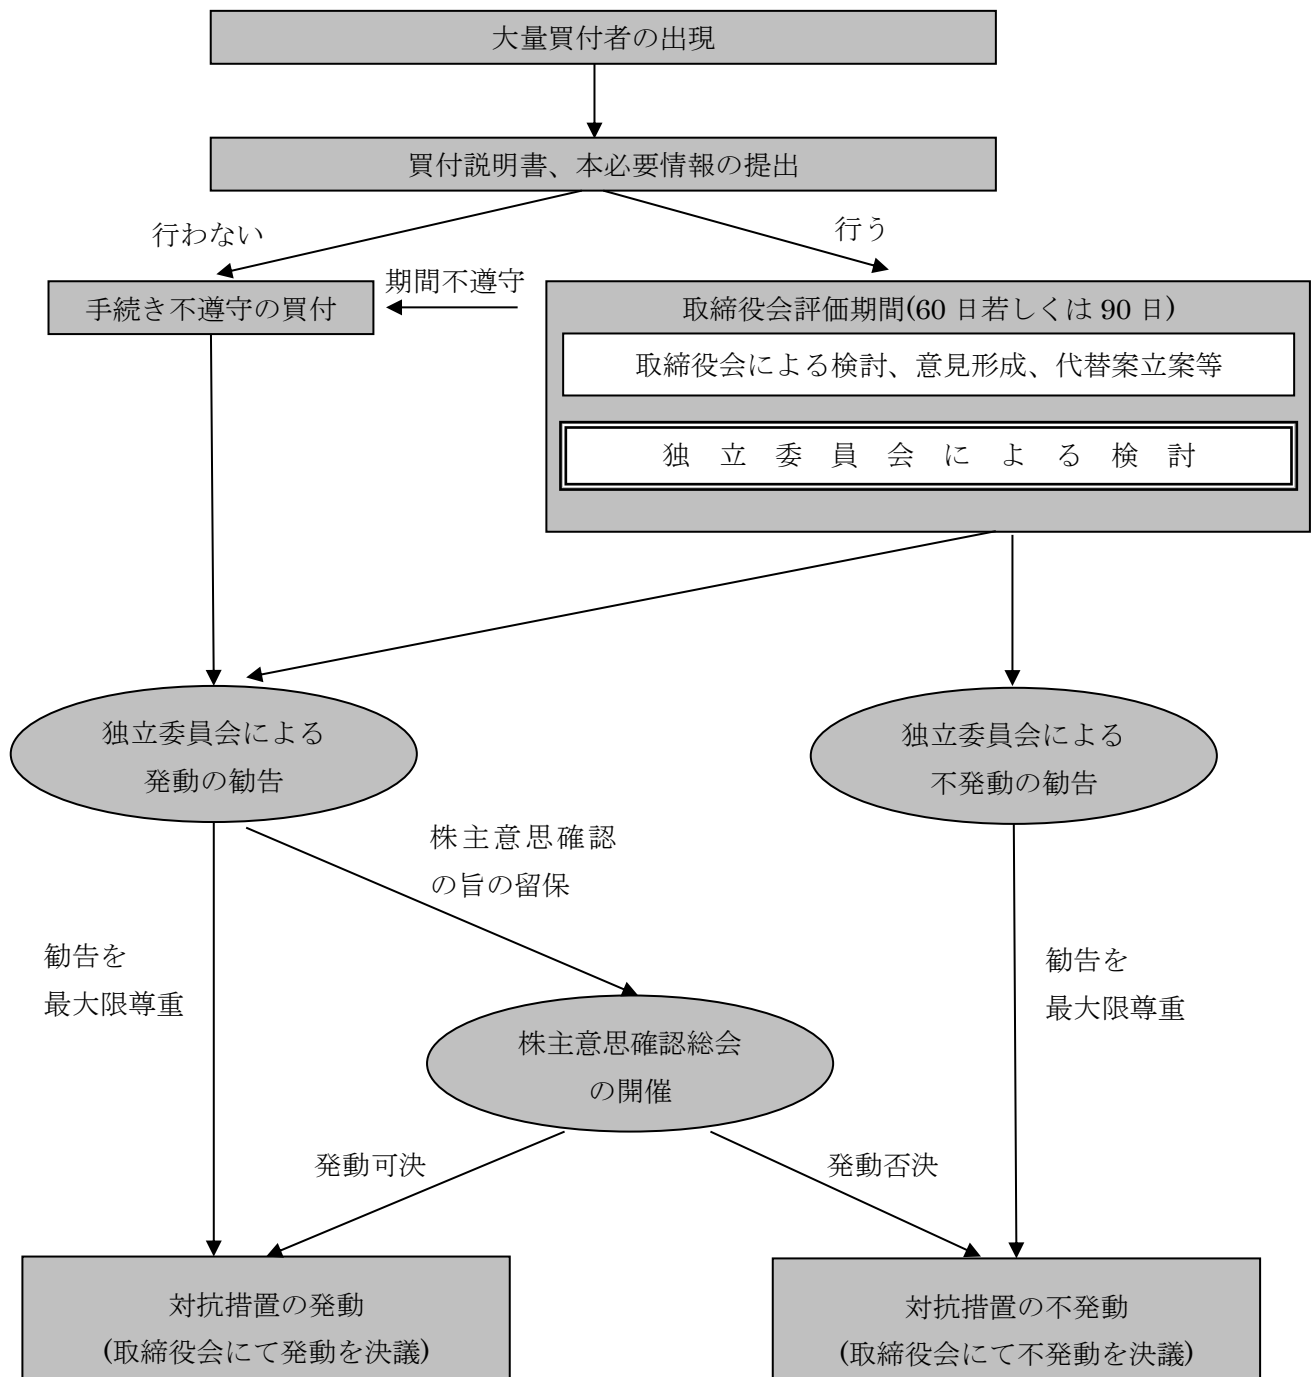 大量買付者の出現
買付説明書、本必要情報の提出
行わない
行う
手続き不遵守の買付
期間不遵守
取締役会評価期間(60 日若しくは 90 日)
取締役会による検討、意見形成、代替案立案等
独 立 委 員 会 に よ る 検 討
独立委員会による
発動の勧告
独立委員会による
不発動の勧告
株主意思確認
の旨の留保
勧告を
最大限尊重
勧告を
最大限尊重
株主意思確認総会
の開催
発動可決
発動否決
対抗措置の発動
(取締役会にて発動を決議)
対抗措置の不発動
(取締役会にて不発動を決議)